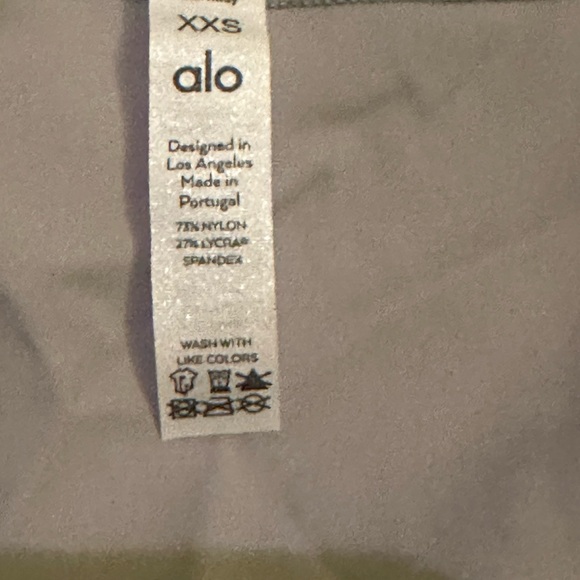 XXS
alo
Designed in
Los Angeles
Made in
Portugal
73% NYLON
27% LYCRA®
SPANDEX
WASH WITH
LIKE COLORS